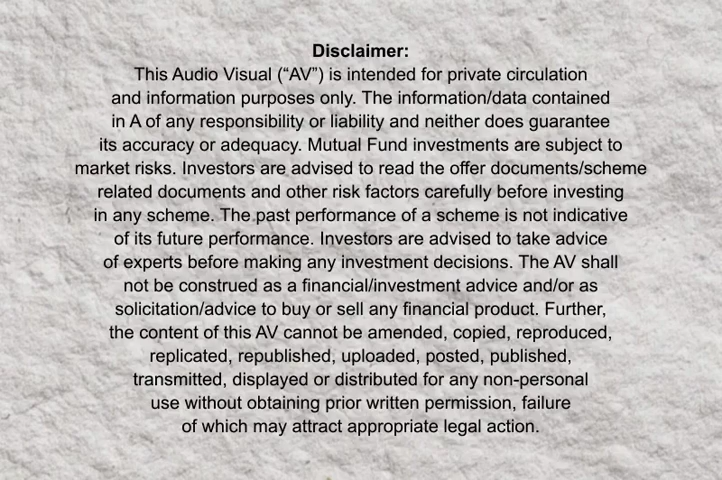 Disclaimer:
This Audio Visual (“AV”) is intended for private circulation
and information purposes only. The information/data contained
in A of any responsibility or liability and neither does guarantee
its accuracy or adequacy. Mutual Fund investments are subject to
market risks. Investors are advised to read the offer documents/scheme
related documents and other risk factors carefully before investing
in any scheme. The past performance of a scheme is not indicative
of its future performance. Investors are advised to take advice
of experts before making any investment decisions. The AV shall
not be construed as a financial/investment advice and/or as
solicitation/advice to buy or sell any financial product. Further,
the content of this AV cannot be amended, copied, reproduced,
replicated, republished, uploaded, posted, published,
transmitted, displayed or distributed for any non-personal
use without obtaining prior written permission, failure
of which may attract appropriate legal action.